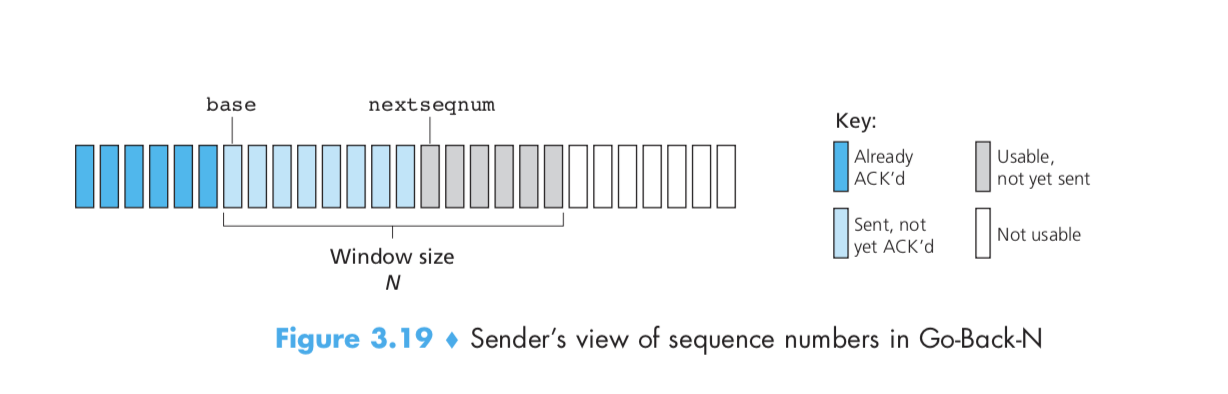 base
nextseqnum
Window size
N
Key:
Already
ACK’d
Usable,
not yet sent
Sent, not
yet ACK’d
Not usable
Figure 3.19 ♦ Sender’s view of sequence numbers in Go-Back-N